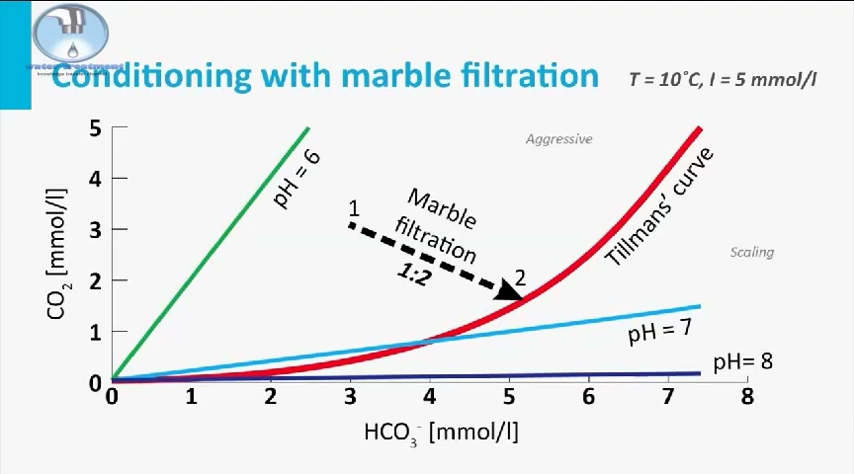 water treatment
Conditioning with marble filtration
T = 10˚C, I = 5 mmol/l
5
4
3
2
1
0
CO₂ [mmol/l]
pH = 6
Aggressive
1
Marble
filtration
1:2
2
Tillmans' curve
Scaling
pH = 7
pH= 8
0 1 2 3 4 5 6 7 8
HCO₃⁻ [mmol/l]